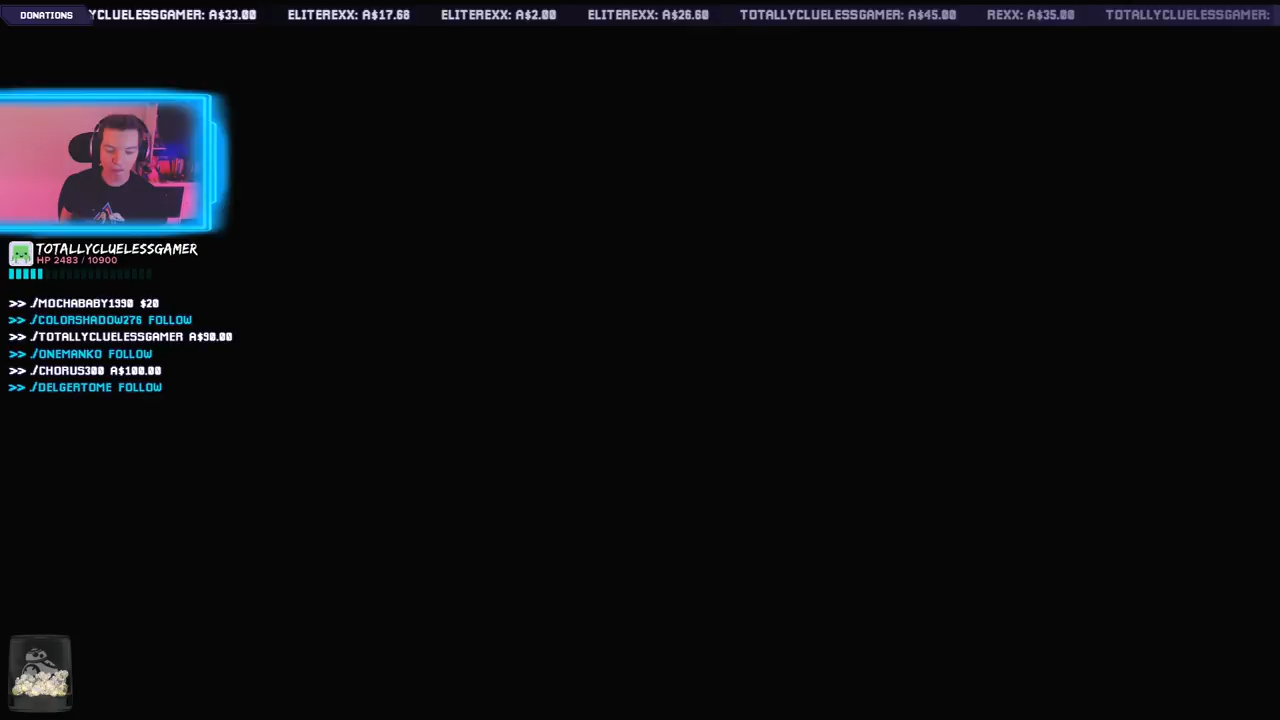 DONATIONS YCLUELESSGAMER: A$33.00 ELITEREXX: A$17.68 ELITEREXX: A$2.00 ELITEREXX: A$26.60 TOTALLYCLUELESSGAMER: A$45.00 REXX: A$35.00 TOTALLYCLUELESSGAMER:
TOTALLYCLUELESSGAMER
HP 2483 / 10900
>> ./MOCHABABY1990 $20
>> ./COLORSHADOW276 FOLLOW
>> ./TOTALLYCLUELESSGAMER A$90.00
>> ./ONEMANKO FOLLOW
>> ./CHORUS300 A$100.00
>> ./DELGERTOME FOLLOW